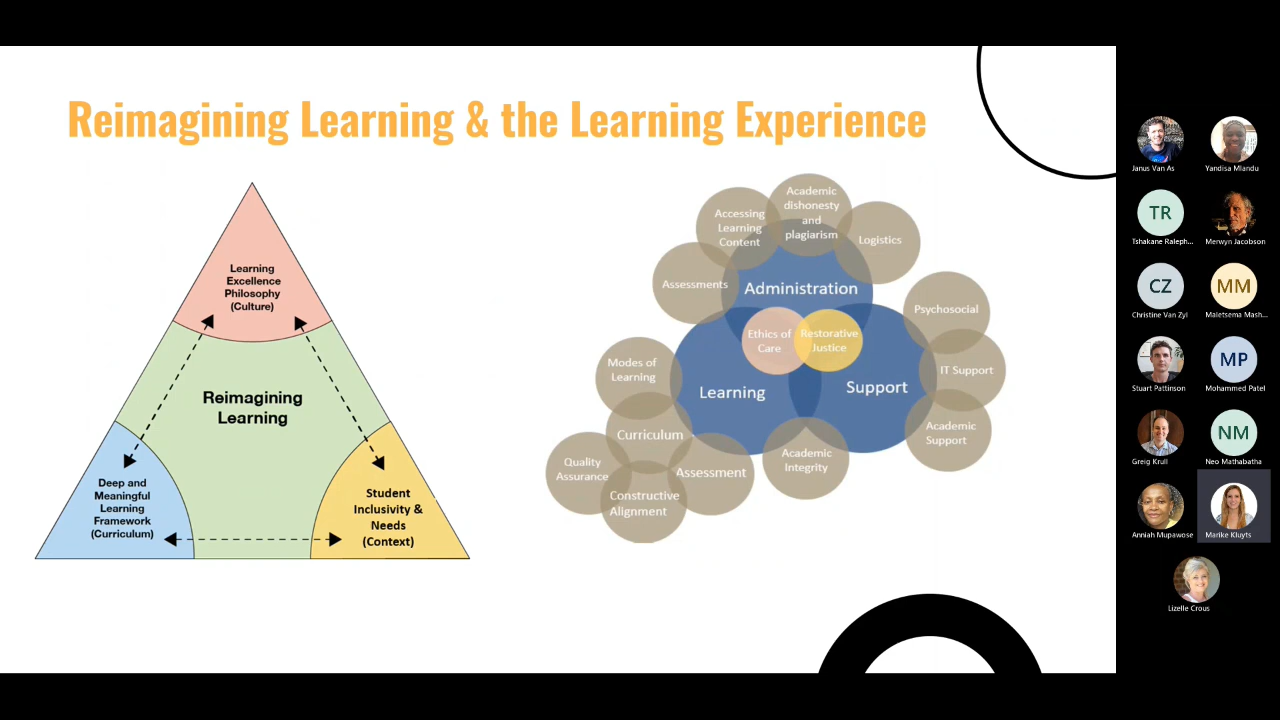 Reimagining Learning & the Learning Experience
Learning
Excellence
Philosophy
(Culture)
Reimagining
Learning
Deep and
Meaningful
Learning
Framework
(Curriculum)
Student
Inclusivity &
Needs
(Context)
Academic
dishonesty
and
plagiarism
Accessing
Learning
Content
Logistics
Assessments
Administration
Psychosocial
Ethics of
Care
Restorative
Justice
Modes of
Learning
IT Support
Learning
Support
Curriculum
Academic
Support
Academic
Integrity
Quality
Assurance
Assessment
Constructive
Alignment
Janus Van As
Yandisa Mlandu
TR
Tshakane Raleph...
Merwyn Jacobson
CZ
Christine Van Zyl
MM
Maletsema Mash...
Stuart Pattinson
MP
Mohammed Patel
Greig Krull
NM
Neo Mathabatha
Anniah Mupawose
Marike Kluyts
Lizelle Crous